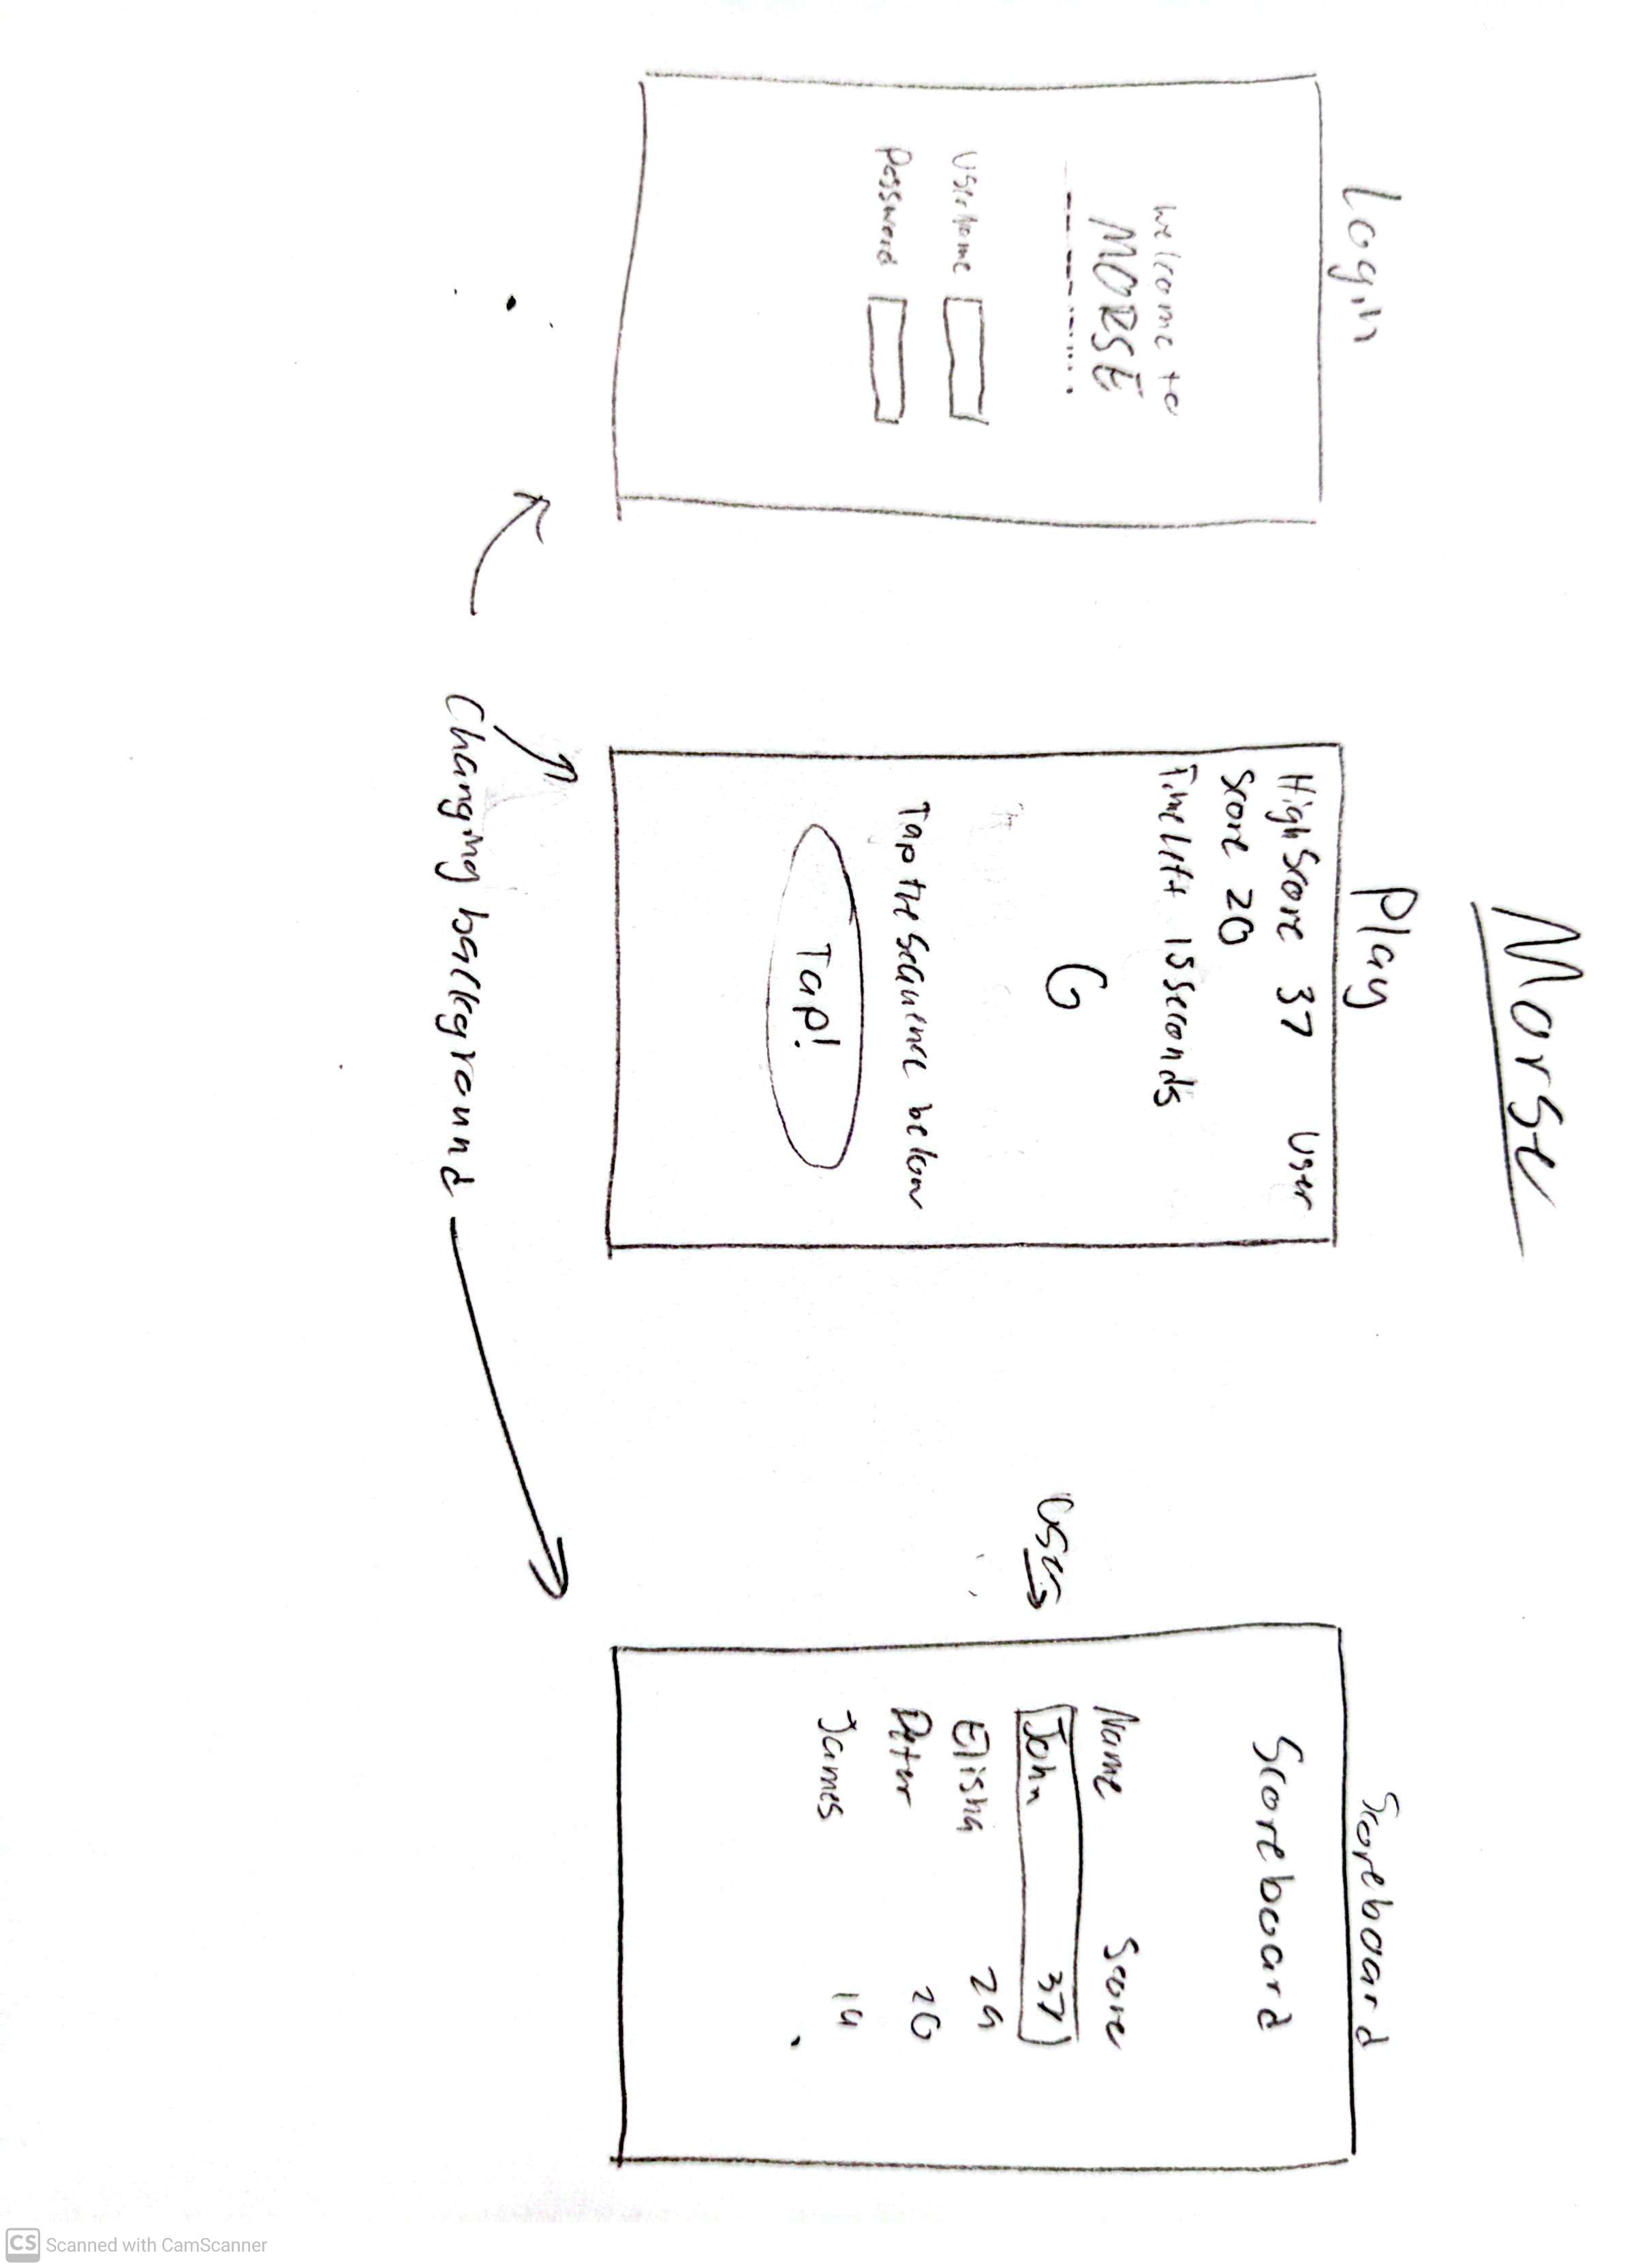 Morse
Login
Welcome to
MORSE
-- --- .-. ... .
Username
Password
Play
High Score 37 User
Score 20
Time left 15 seconds
G
Tap the Sequence below
Tap!
Scoreboard
Scoreboard
Name Score
User
John 37
Elisha 29
Peter 20
James 14
Changing background
CS Scanned with CamScanner